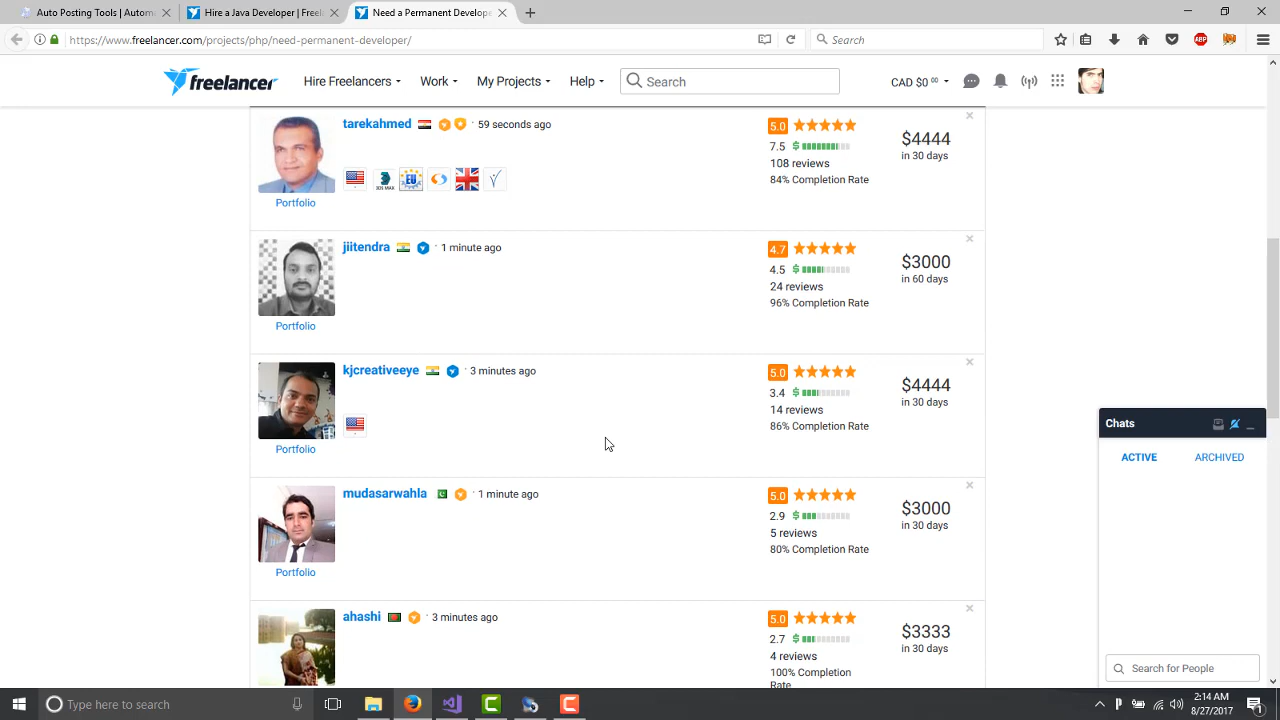 Auto Posting Tools | Automa
Hire a Java Developer | Freela
Need a Permanent Develope
https://www.freelancer.com/projects/php/need-permanent-developer/
Search
freelancer
Hire Freelancers
Work
My Projects
Help
Search
CAD $0.00
tarekahmed
59 seconds ago
5.0
7.5
108 reviews
84% Completion Rate
$4444
in 30 days
3DS MAX
EU
Portfolio
jiitendra
1 minute ago
4.7
4.5
24 reviews
96% Completion Rate
$3000
in 60 days
Portfolio
kjcreativeeye
3 minutes ago
5.0
3.4
14 reviews
86% Completion Rate
$4444
in 30 days
Portfolio
mudasarwahla
1 minute ago
5.0
2.9
5 reviews
80% Completion Rate
$3000
in 30 days
Portfolio
ahashi
3 minutes ago
5.0
2.7
4 reviews
100% Completion
Rate
$3333
in 30 days
Chats
ACTIVE
ARCHIVED
Search for People
Type here to search
2:14 AM
8/27/2017